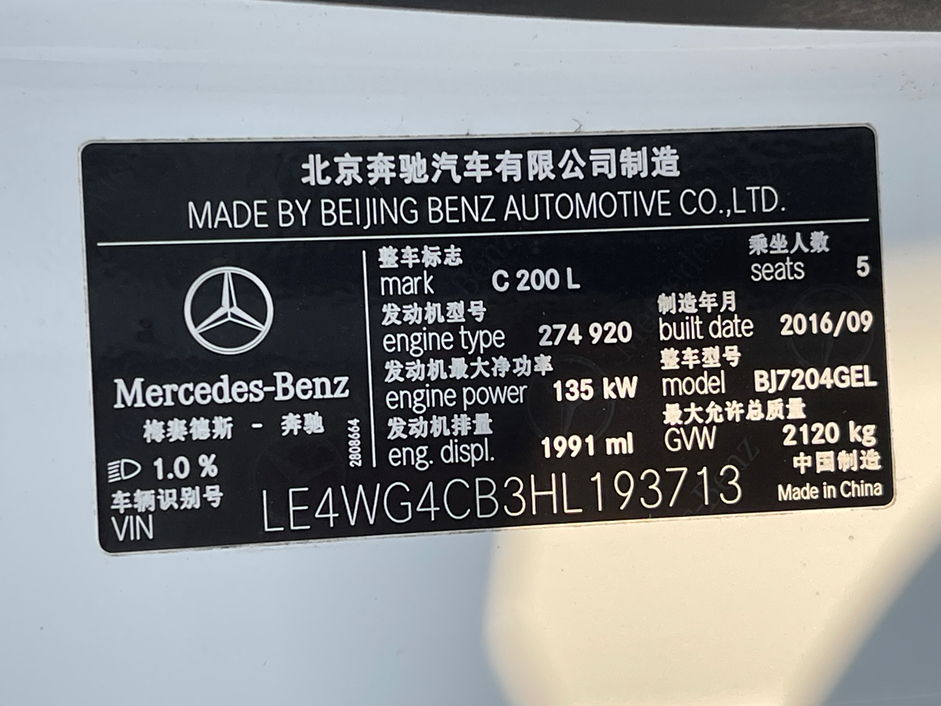 北京奔驰汽车有限公司制造
MADE BY BEIJING BENZ AUTOMOTIVE CO.,LTD.
Mercedes-Benz
梅赛德斯 - 奔驰
1.0 %
2808664
整车标志
mark C 200 L
乘坐人数
seats 5
发动机型号
engine type 274 920
制造年月
built date 2016/09
发动机最大净功率
engine power 135 kW
整车型号
model BJ7204GEL
发动机排量
eng. displ. 1991 ml
最大允许总质量
GVW 2120 kg
中国制造
Made in China
车辆识别号
VIN LE4WG4CB3HL193713